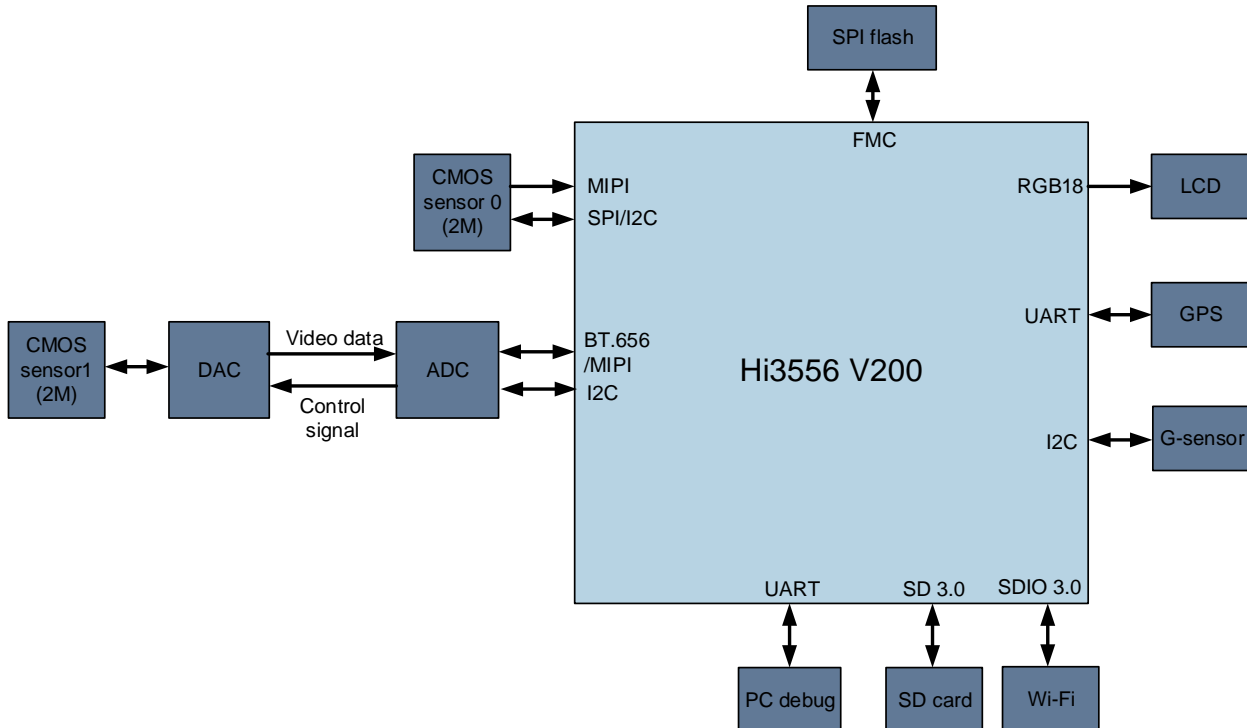 SPI flash
FMC
CMOS
sensor 0
(2M)
MIPI
SPI/I2C
RGB18
LCD
CMOS
sensor1
(2M)
DAC
Video data
Control
signal
ADC
BT.656
/MIPI
I2C
Hi3556 V200
UART
GPS
I2C
G-sensor
UART
SD 3.0
SDIO 3.0
PC debug
SD card
Wi-Fi